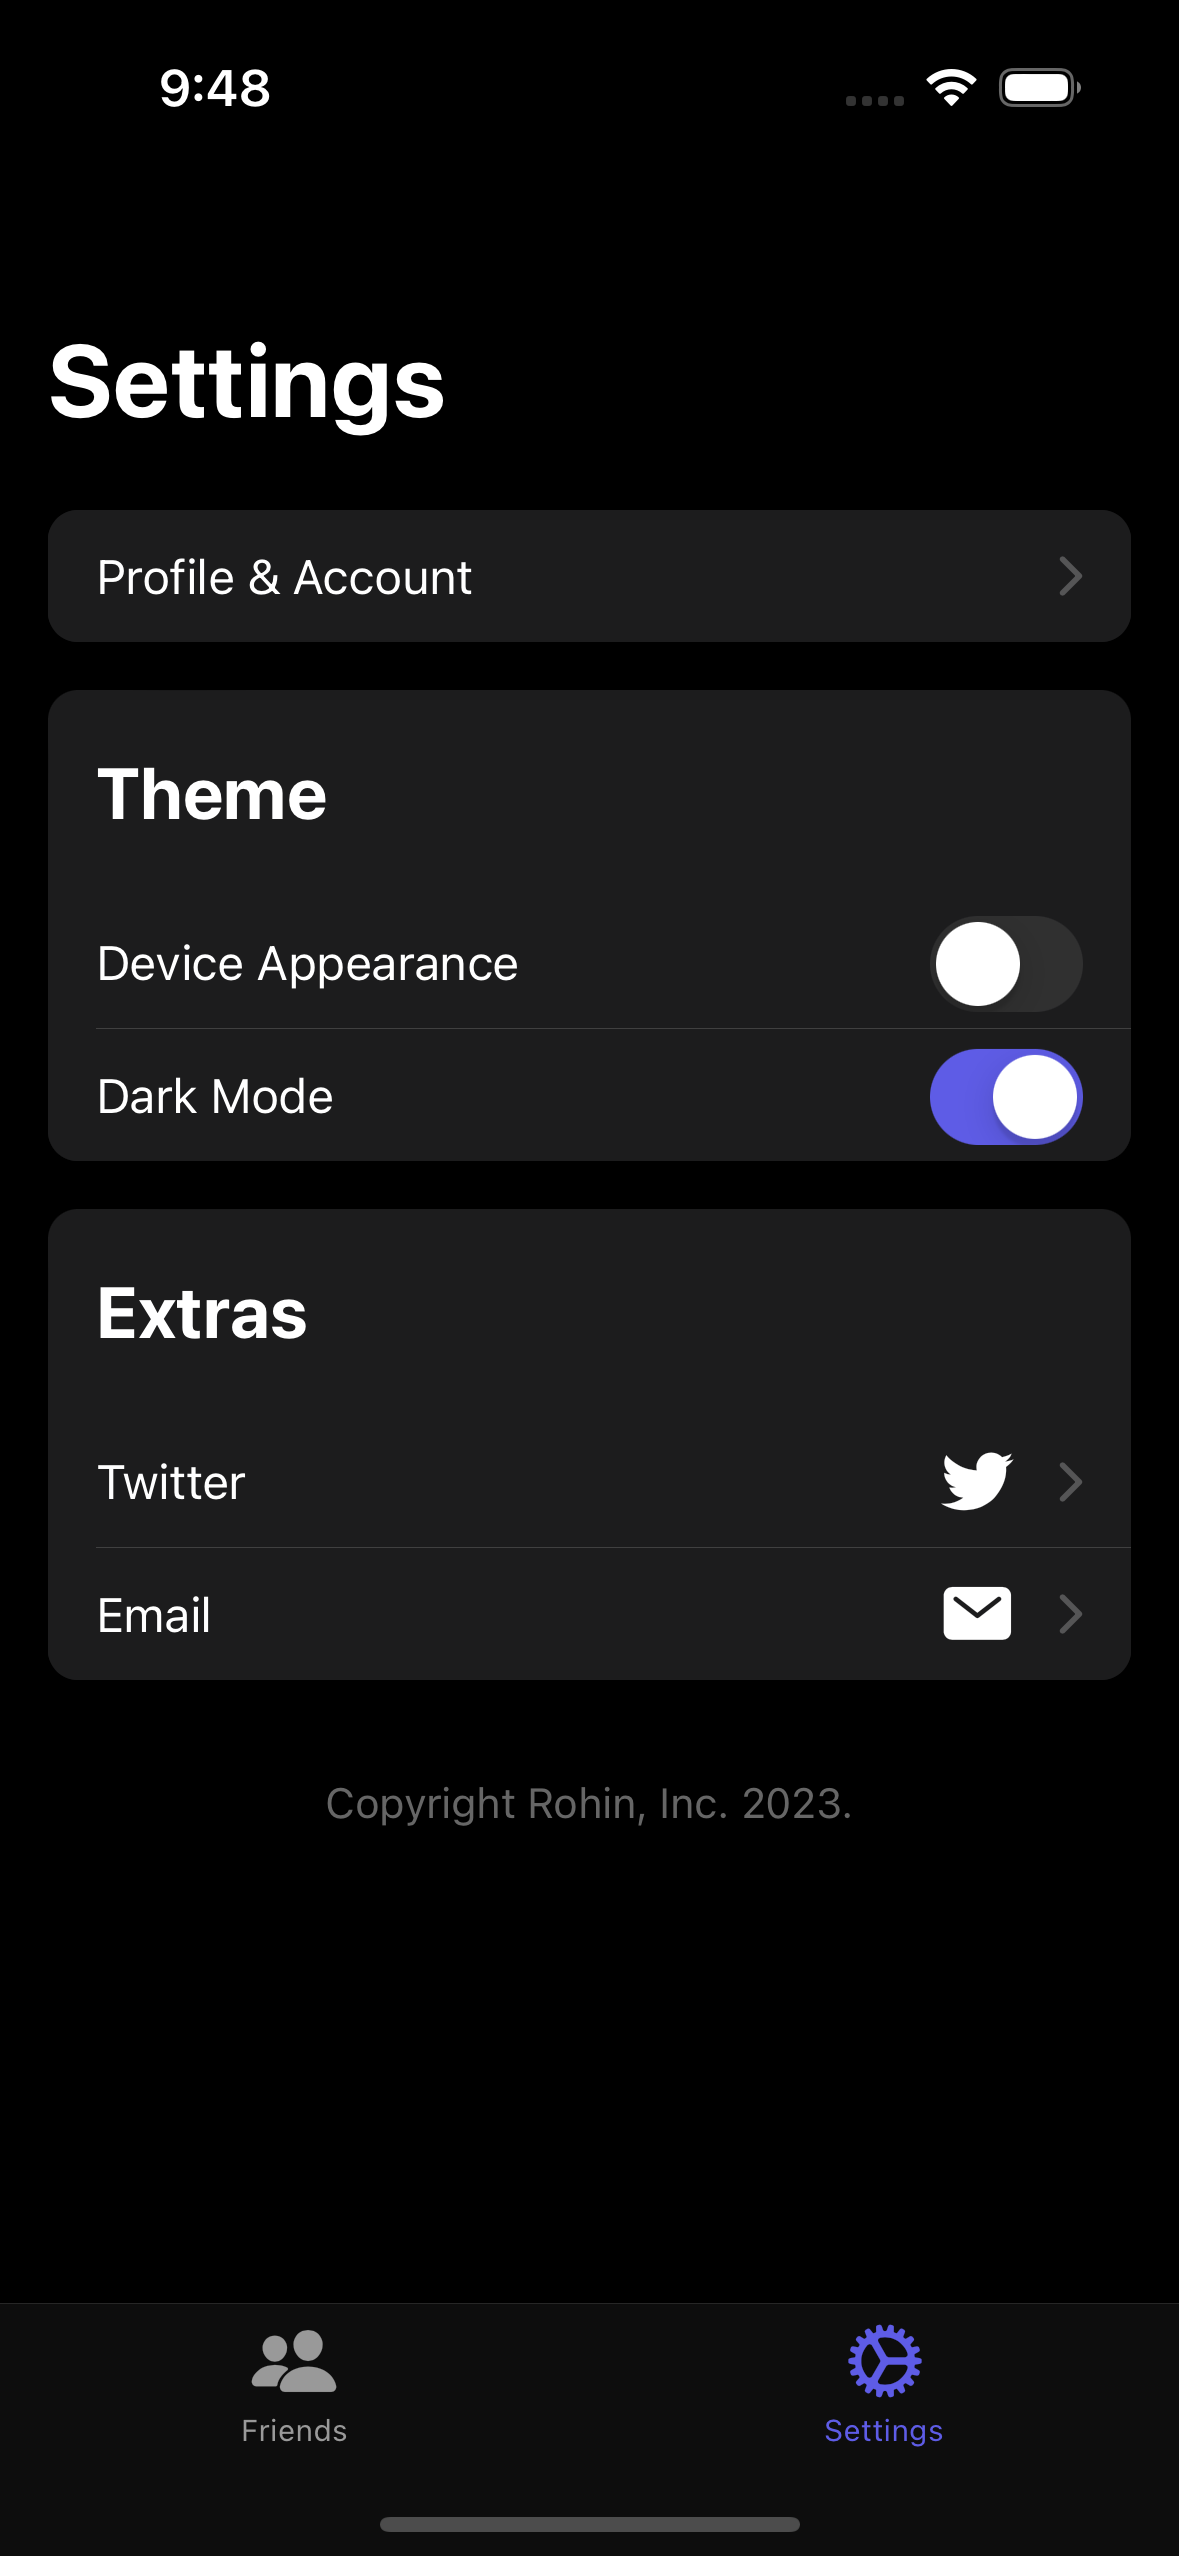 9:48
Settings
Profile & Account
Theme
Device Appearance
Dark Mode
Extras
Twitter
Email
Copyright Rohin, Inc. 2023.
Friends
Settings